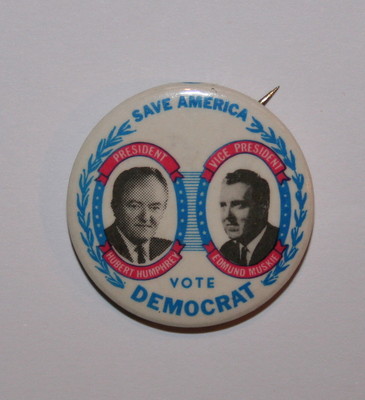 SAVE AMERICA
PRESIDENT
VICE PRESIDENT
HUBERT HUMPHREY
EDMUND MUSKIE
VOTE
DEMOCRAT